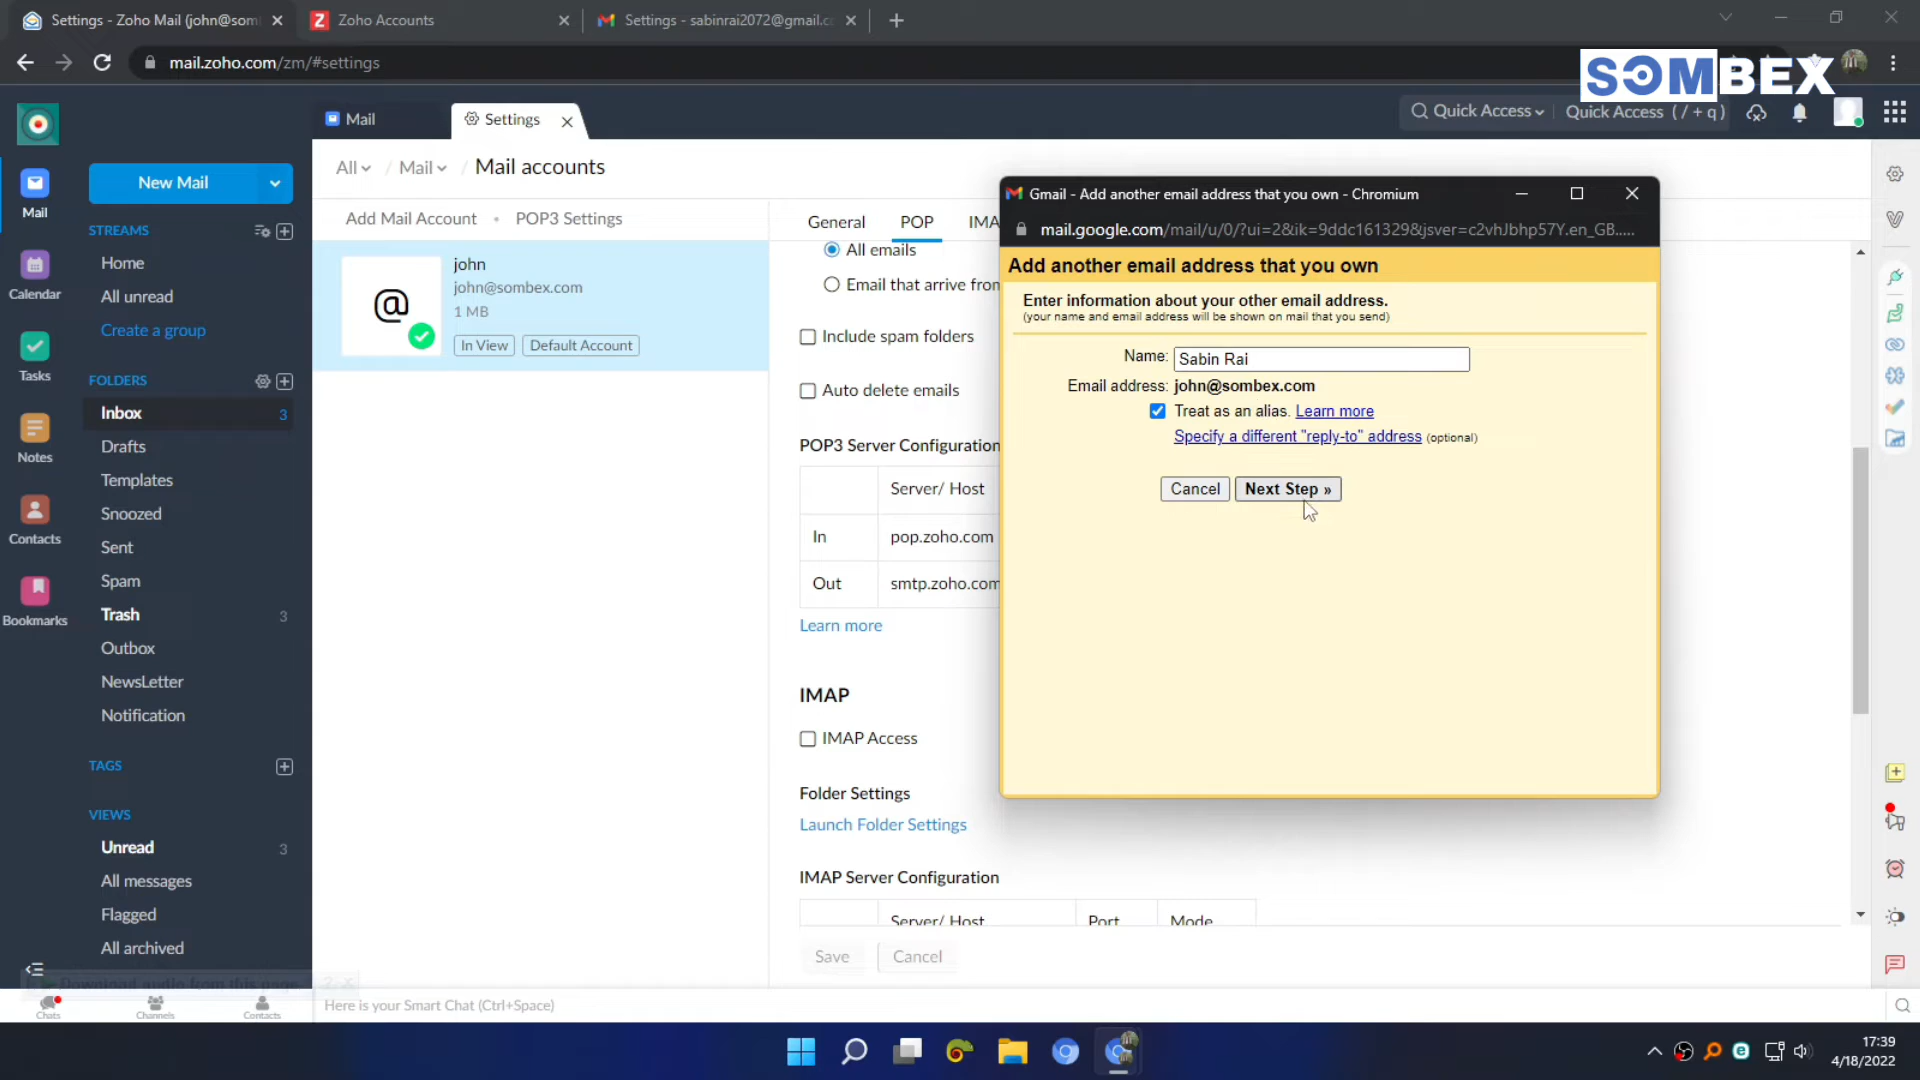 Settings - Zoho Mail (john@som
Zoho Accounts
Settings - sabinrai2072@gmail.c
mail.zoho.com/zm/#settings
SOMBEX
Mail
Settings
Quick Access
Quick Access ( / + q )
All / Mail / Mail accounts
New Mail
Mail
STREAMS
Home
All unread
Create a group
Calendar
Tasks
FOLDERS
Inbox 3
Drafts
Templates
Snoozed
Sent
Spam
Trash 3
Outbox
NewsLetter
Notification
Notes
Contacts
Bookmarks
TAGS
VIEWS
Unread 3
All messages
Flagged
All archived
Add Mail Account • POP3 Settings
john
john@sombex.com
1 MB
In View
Default Account
@
General POP IMA
All emails
Email that arrive fron
Include spam folders
Auto delete emails
POP3 Server Configuration
Server/ Host
In pop.zoho.com
Out smtp.zoho.com
Learn more
IMAP
IMAP Access
Folder Settings
Launch Folder Settings
IMAP Server Configuration
Server/ Host Port Mode
Save Cancel
Gmail - Add another email address that you own - Chromium
mail.google.com/mail/u/0/?ui=2&ik=9ddc161329&jsver=c2vhJbhp57Y.en_GB.....
Add another email address that you own
Enter information about your other email address.
(your name and email address will be shown on mail that you send)
Name: Sabin Rai
Email address: john@sombex.com
Treat as an alias. Learn more
Specify a different "reply-to" address (optional)
Cancel Next Step »
Download audio from this page
Chats
Channels
Contacts
Here is your Smart Chat (Ctrl+Space)
17:39
4/18/2022